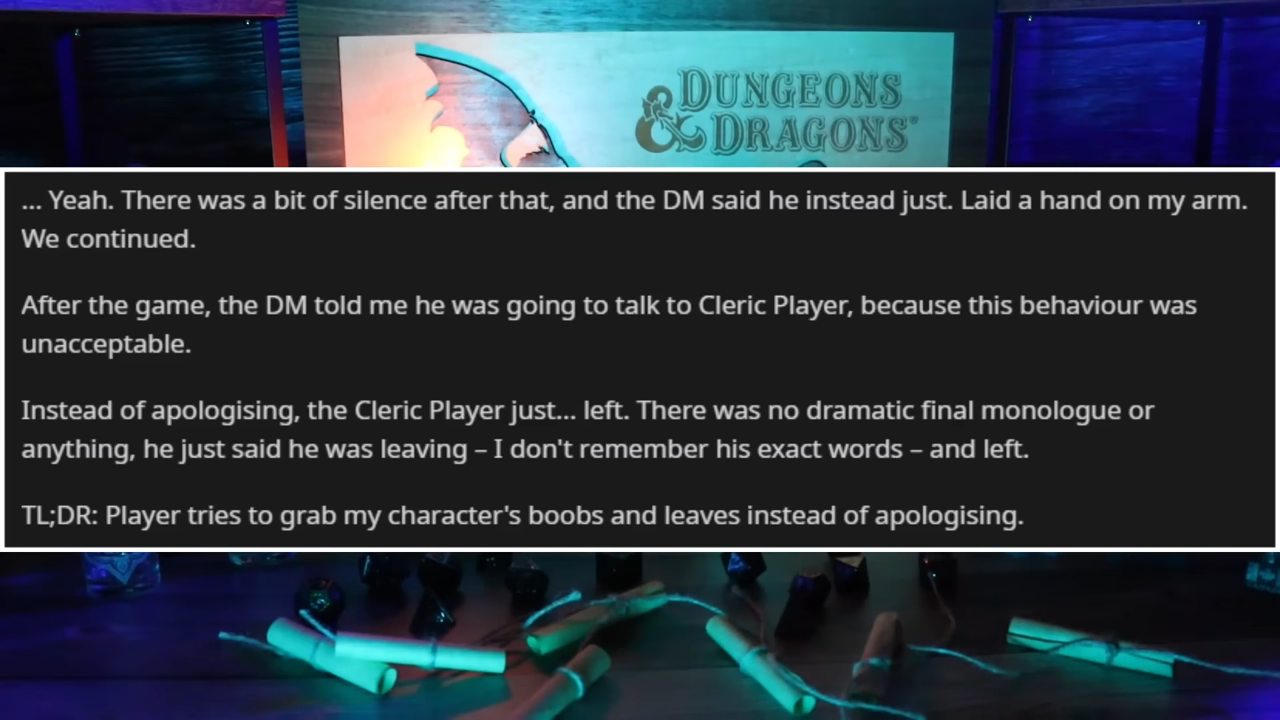 DUNGEONS
& DRAGONS®
... Yeah. There was a bit of silence after that, and the DM said he instead just. Laid a hand on my arm.
We continued.
After the game, the DM told me he was going to talk to Cleric Player, because this behaviour was
unacceptable.
Instead of apologising, the Cleric Player just... left. There was no dramatic final monologue or
anything, he just said he was leaving – I don't remember his exact words – and left.
TL;DR: Player tries to grab my character's boobs and leaves instead of apologising.